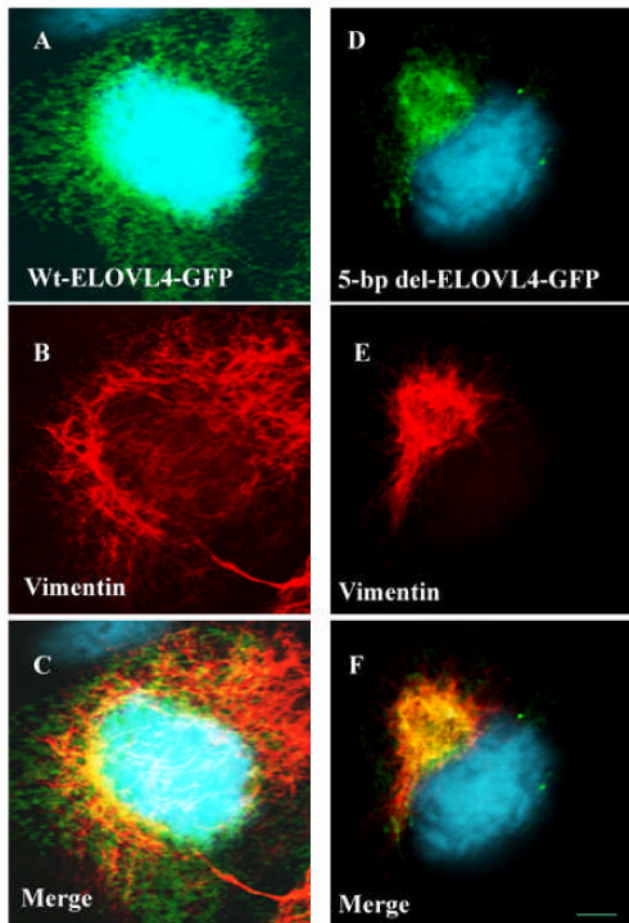 A
Wt-ELOVL4-GFP
B
Vimentin
C
Merge
D
5-bp del-ELOVL4-GFP
E
Vimentin
F
Merge